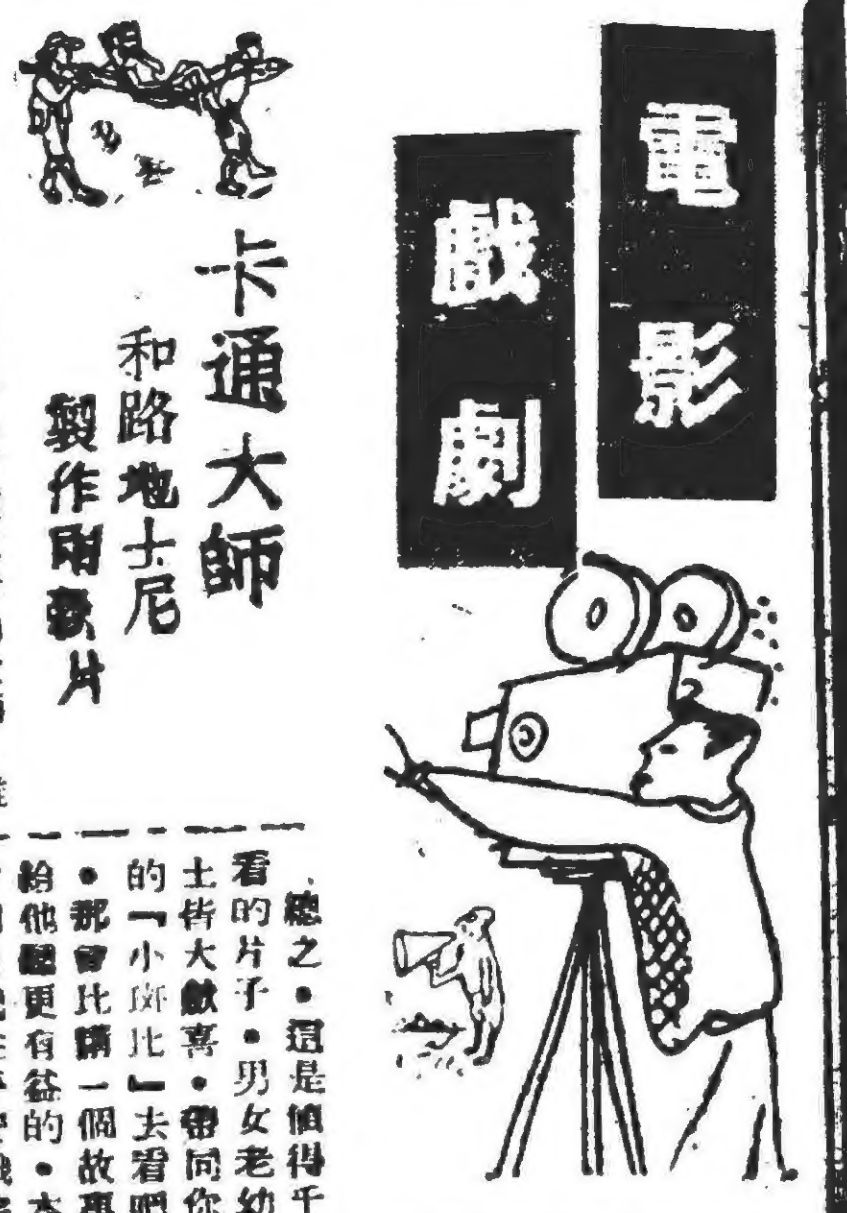 電影
戲劇
卡通大師
和路地士尼
製作 片
總之。這是值得千
看的片子。男女老幼
士皆大歡喜。帶同你
的「小斑比」去看吧
。那會比講一個故事
給他聽更有益的。本